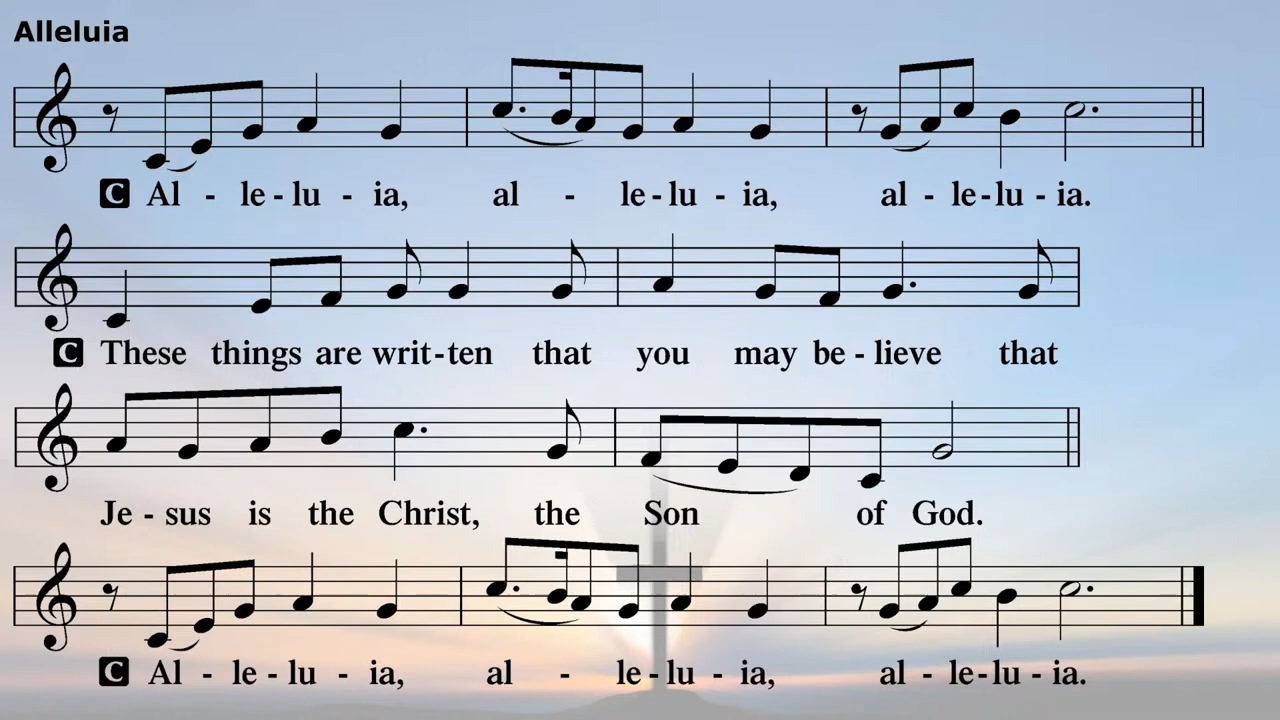 Alleluia
C Al - le - lu - ia, al - le - lu - ia, al - le - lu - ia.
C These things are writ - ten that you may be - lieve that
Je - sus is the Christ, the Son of God.
C Al - le - lu - ia, al - le - lu - ia, al - le - lu - ia.